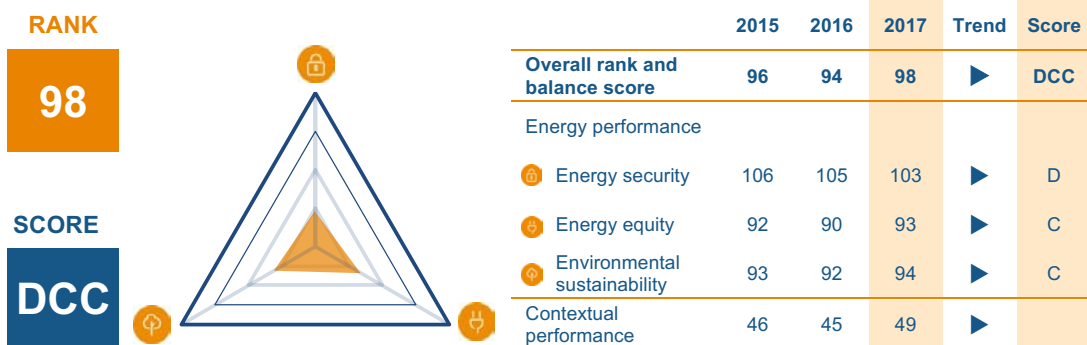 RANK
98
SCORE
DCC
2015 2016 2017 Trend Score
Overall rank and
balance score 96 94 98 DCC
Energy performance
Energy security 106 105 103 D
Energy equity 92 90 93 C
Environmental
sustainability 93 92 94 C
Contextual
performance 46 45 49